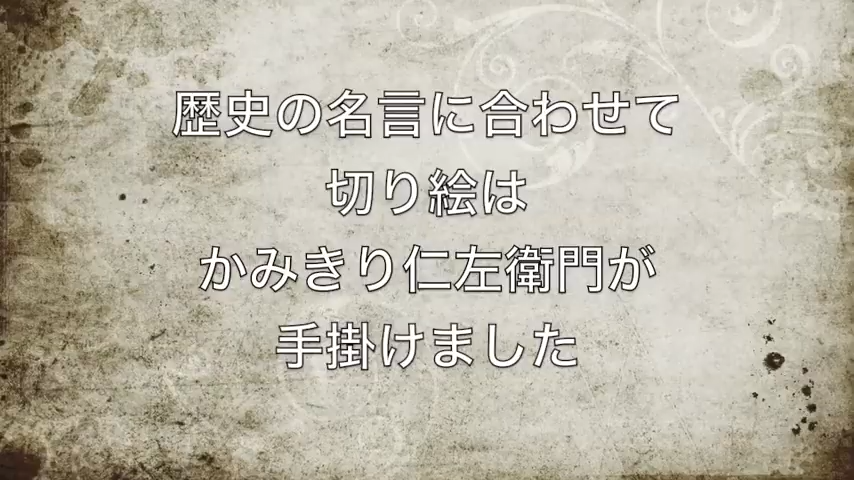 歴史の名言に合わせて
切り絵は
かみきり仁左衛門が
手掛けました